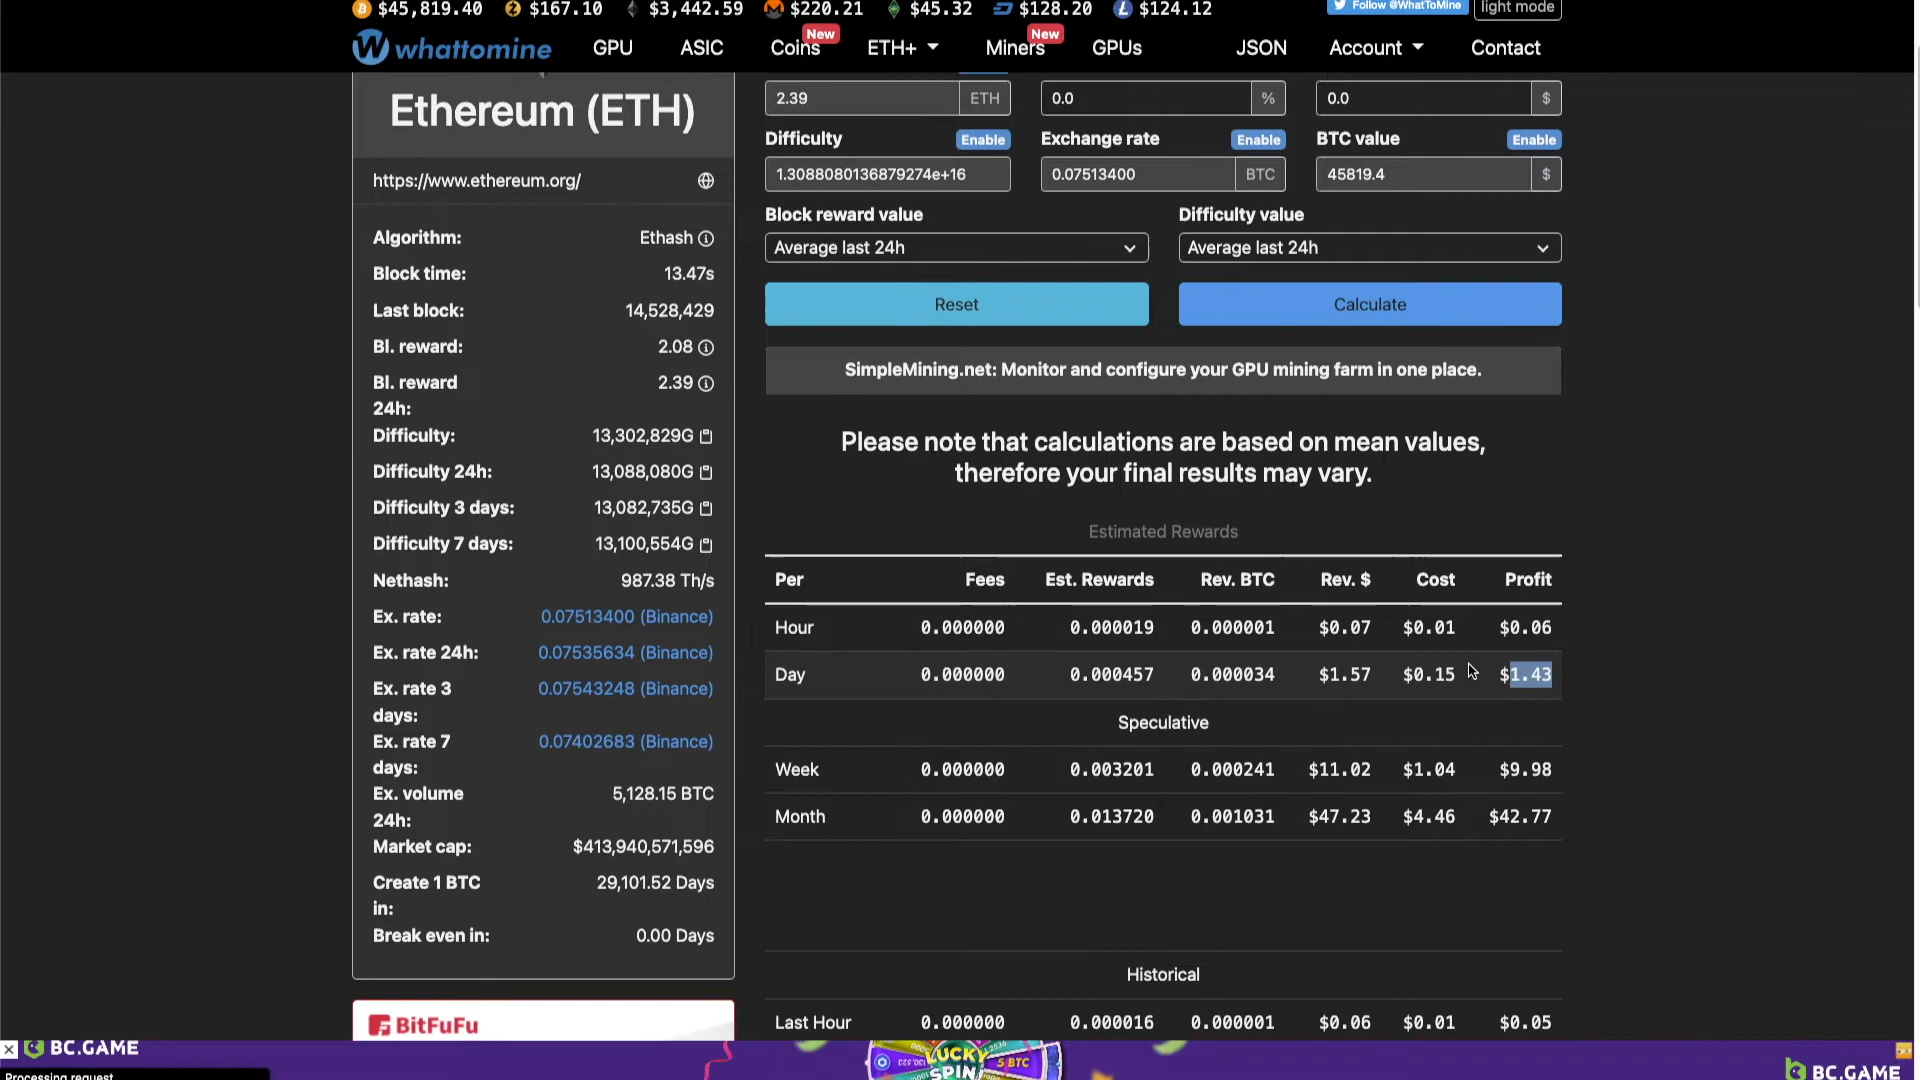 $45,819.40 $167.10 $3,442.59 $220.21 $45.32 $128.20 $124.12 Follow @WhatToMine light mode
whattomine GPU ASIC Coins New ETH+ Miners New GPUs JSON Account Contact
Ethereum (ETH)
https://www.ethereum.org/
Algorithm: Ethash
Block time: 13.47s
Last block: 14,528,429
Bl. reward: 2.08
Bl. reward 24h: 2.39
Difficulty: 13,302,829G
Difficulty 24h: 13,088,080G
Difficulty 3 days: 13,082,735G
Difficulty 7 days: 13,100,554G
Nethash: 987.38 Th/s
Ex. rate: 0.07513400 (Binance)
Ex. rate 24h: 0.07535634 (Binance)
Ex. rate 3 days: 0.07543248 (Binance)
Ex. rate 7 days: 0.07402683 (Binance)
Ex. volume 24h: 5,128.15 BTC
Market cap: $413,940,571,596
Create 1 BTC in: 29,101.52 Days
Break even in: 0.00 Days
BitFuFu
2.39 ETH 0.0 % 0.0 $
Difficulty Enable Exchange rate Enable BTC value Enable
1.3088080136879274e+16 0.07513400 BTC 45819.4 $
Block reward value Difficulty value
Average last 24h Average last 24h
Reset Calculate
SimpleMining.net: Monitor and configure your GPU mining farm in one place.
Please note that calculations are based on mean values,
therefore your final results may vary.
Estimated Rewards
Per Fees Est. Rewards Rev. BTC Rev. $ Cost Profit
Hour 0.000000 0.000019 0.000001 $0.07 $0.01 $0.06
Day 0.000000 0.000457 0.000034 $1.57 $0.15 $1.43
Speculative
Week 0.000000 0.003201 0.000241 $11.02 $1.04 $9.98
Month 0.000000 0.013720 0.001031 $47.23 $4.46 $42.77
Historical
Last Hour 0.000000 0.000016 0.000001 $0.06 $0.01 $0.05
BC.GAME
LUCKY SPIN 5 BTC
BC.GAME
Processing request